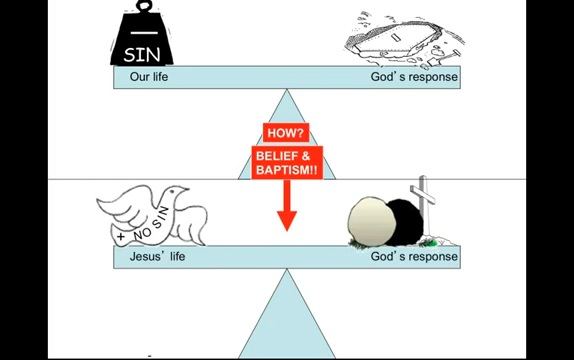 SIN
Our life
God's response
HOW?
BELIEF &
BAPTISM!!
+ NO SIN
Jesus' life
God's response